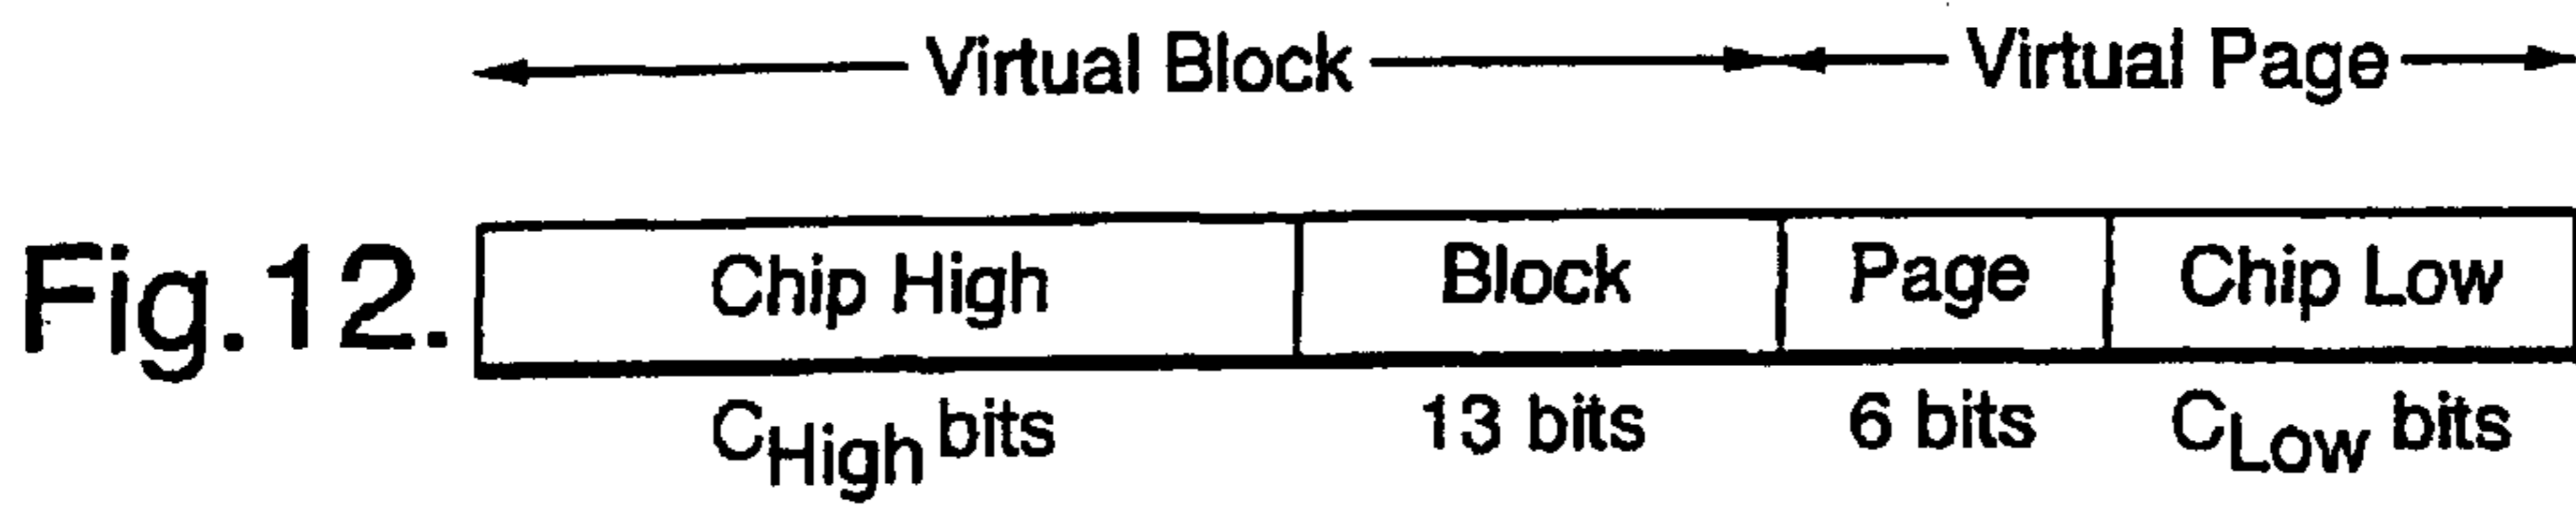 Virtual Block Virtual Page
Fig.12. Chip High Block Page Chip Low
CHigh bits 13 bits 6 bits CLow bits